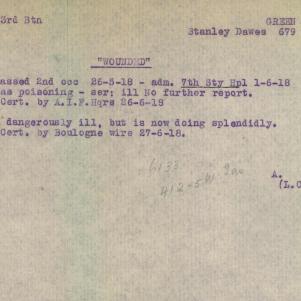 3rd Btn GREEN
Stanley Dawes 679
"WOUNDED"
assed 2nd occ 26-5-18 - adm. 7th Sty Hpl 1-6-18
as poisoning - ser; ill No further report.
Cert. by A.I.F.Hqrs 26-6-18
dangerously ill, but is now doing splendidly.
Cert. by Boulogne wire 27-6-18.
6133
A.
(L.C